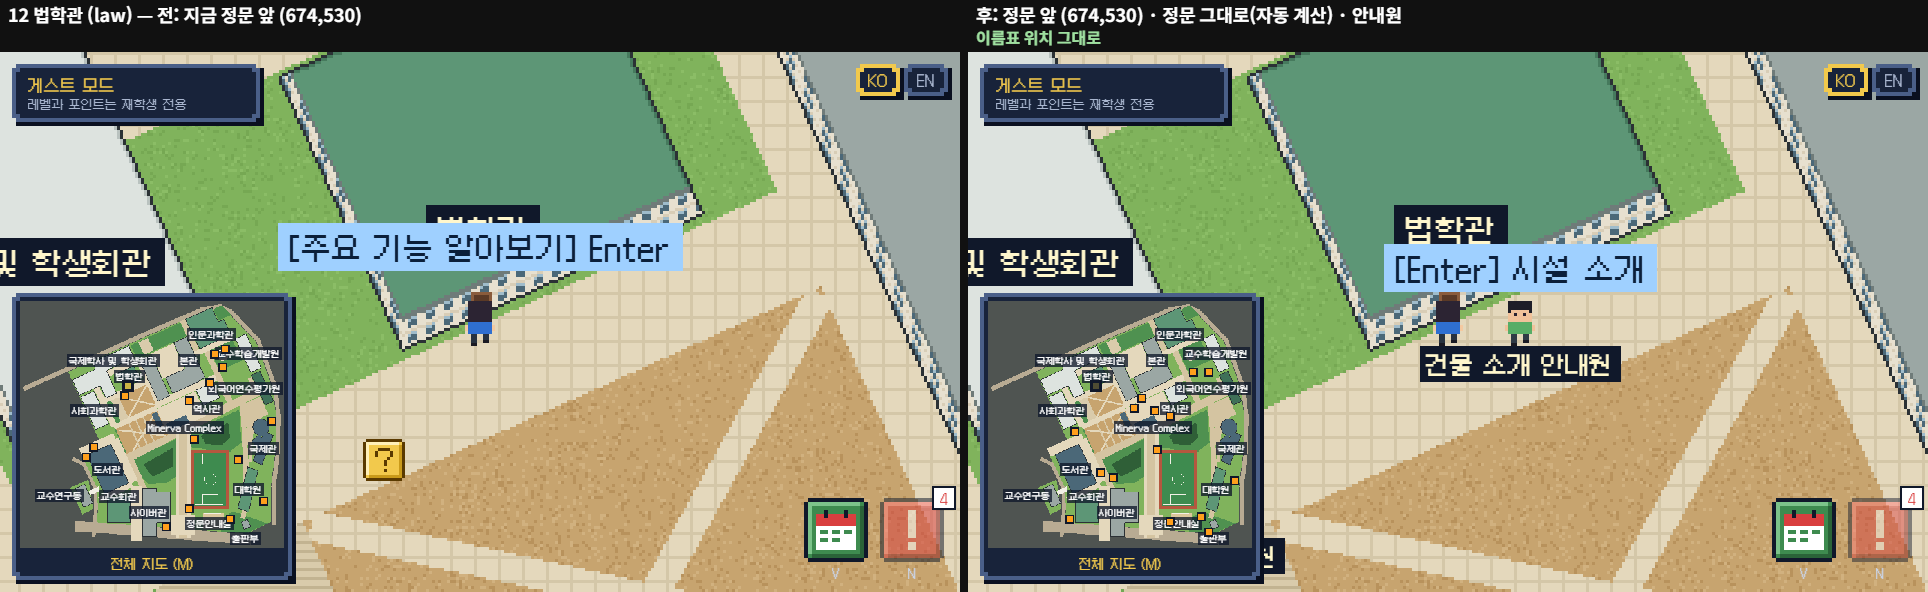 12 법학관 (law) — 전: 지금 정문 앞 (674,530)
게스트 모드
레벨과 포인트는 재학생 전용
KO
EN
법학관
[주요 기능 알아보기] Enter
및 학생회관
인문과학관
교수학습개발원
국제학사 및 학생회관
본관
법학관
외국어연수평가원
사회과학관
역사관
Minerva Complex
국제관
도서관
대학원
교수연구동
교수회관
사이버관
정문안내실
출판부
전체 지도 (M)
?
4
V
N
후: 정문 앞 (674,530) · 정문 그대로(자동 계산) · 안내원
이름표 위치 그대로
게스트 모드
레벨과 포인트는 재학생 전용
KO
EN
법학관
[Enter] 시설 소개
및 학생회관
건물 소개 안내원
인문과학관
교수학습개발원
국제학사 및 학생회관
본관
법학관
외국어연수평가원
사회과학관
역사관
Minerva Complex
국제관
도서관
대학원
교수연구동
교수회관
사이버관
정문안내실
출판부
전체 지도 (M)
원
4
V
N